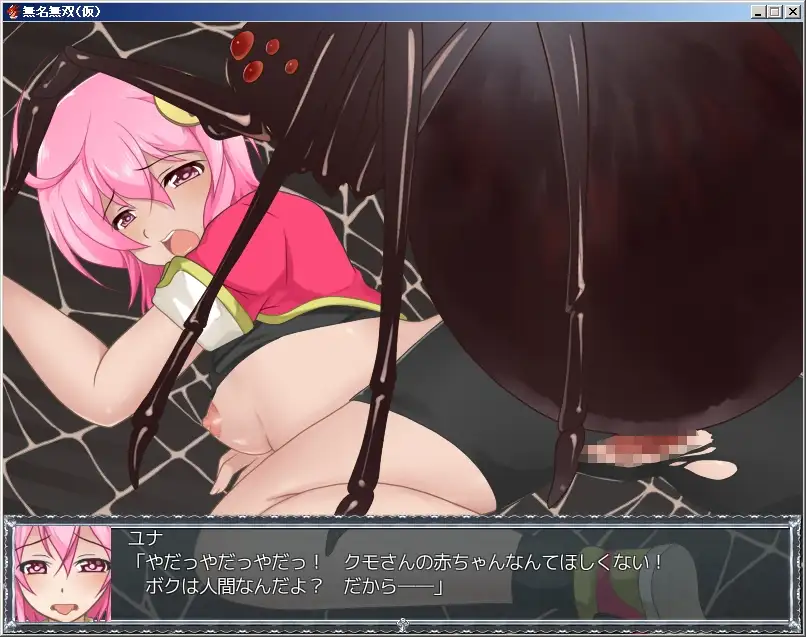 無名無双(仮)
ユナ
「やだっやだっやだっ！　クモさんの赤ちゃんなんてほしくない！
ボクは人間なんだよ？　だから――」